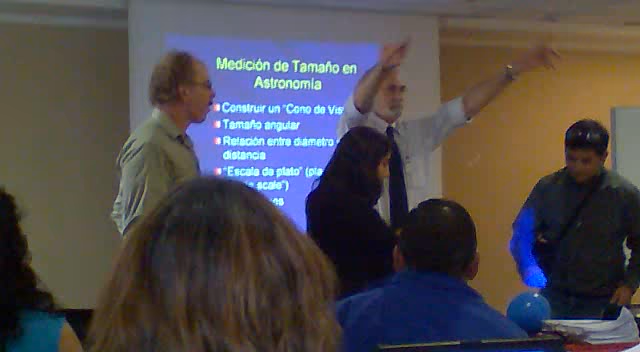 Medición de Tamaño en
Astronomía
Construir un "Cono de Vis
Tamaño angular
Relación entre diámetro
distancia
"Escala de plato" (pla
scale")